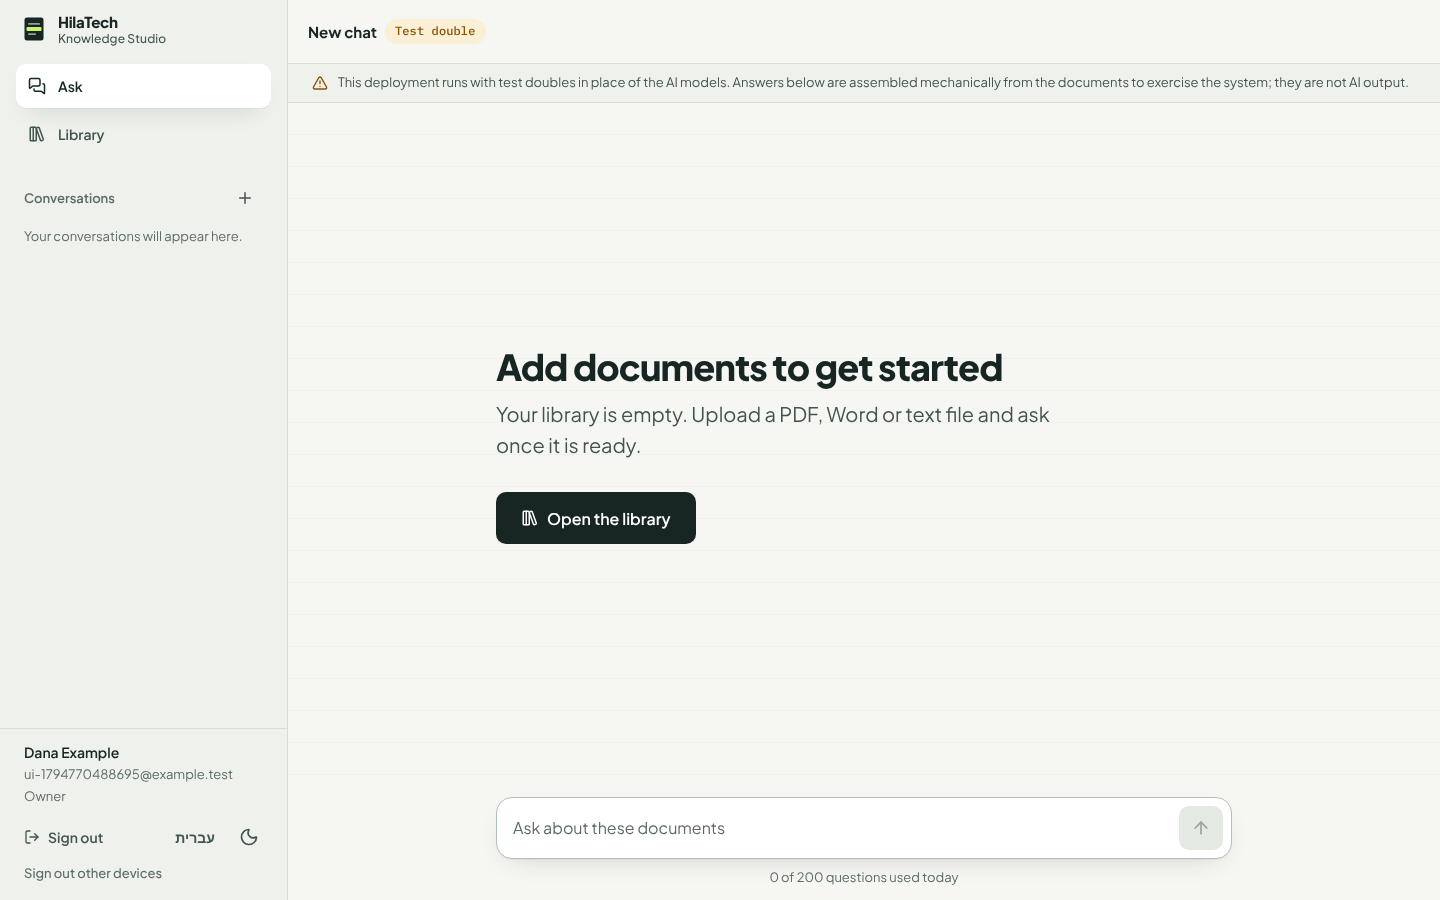 HilaTech
Knowledge Studio
Ask
Library
Conversations
Your conversations will appear here.
Dana Example
ui-1794770488695@example.test
Owner
Sign out
עברית
Sign out other devices
New chat
Test double
This deployment runs with test doubles in place of the AI models. Answers below are assembled mechanically from the documents to exercise the system; they are not AI output.
Add documents to get started
Your library is empty. Upload a PDF, Word or text file and ask
once it is ready.
Open the library
Ask about these documents
0 of 200 questions used today